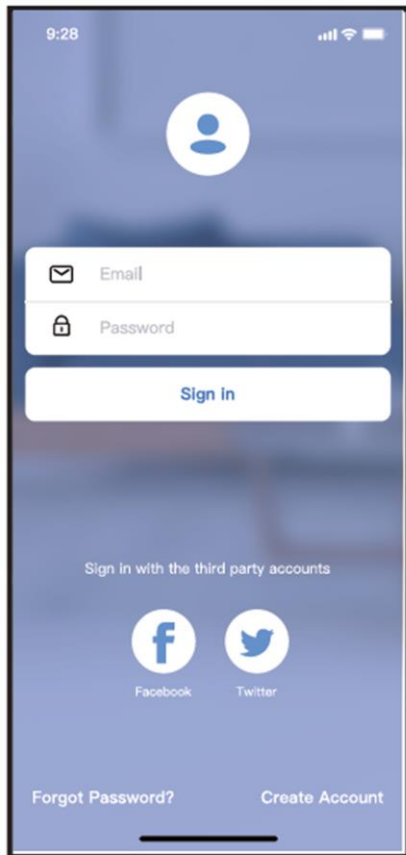 9:28
Email
Password
Sign in
Sign in with the third party accounts
Facebook
Twitter
Forgot Password?
Create Account